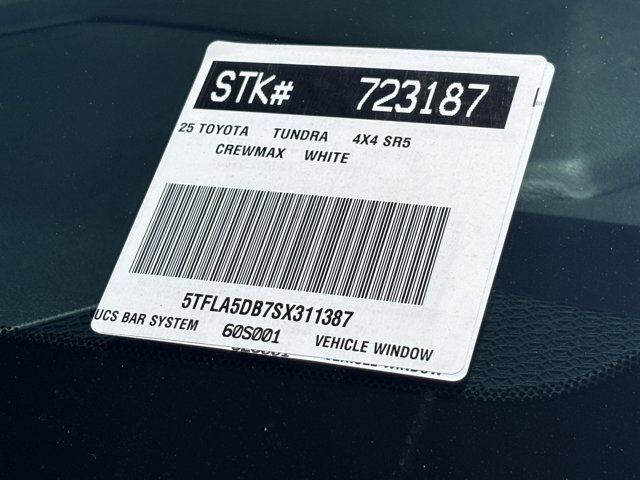 STK# 723187
25 TOYOTA TUNDRA 4X4 SR5
CREWMAX WHITE
5TFLA5DB7SX311387
UCS BAR SYSTEM 60S001 VEHICLE WINDOW